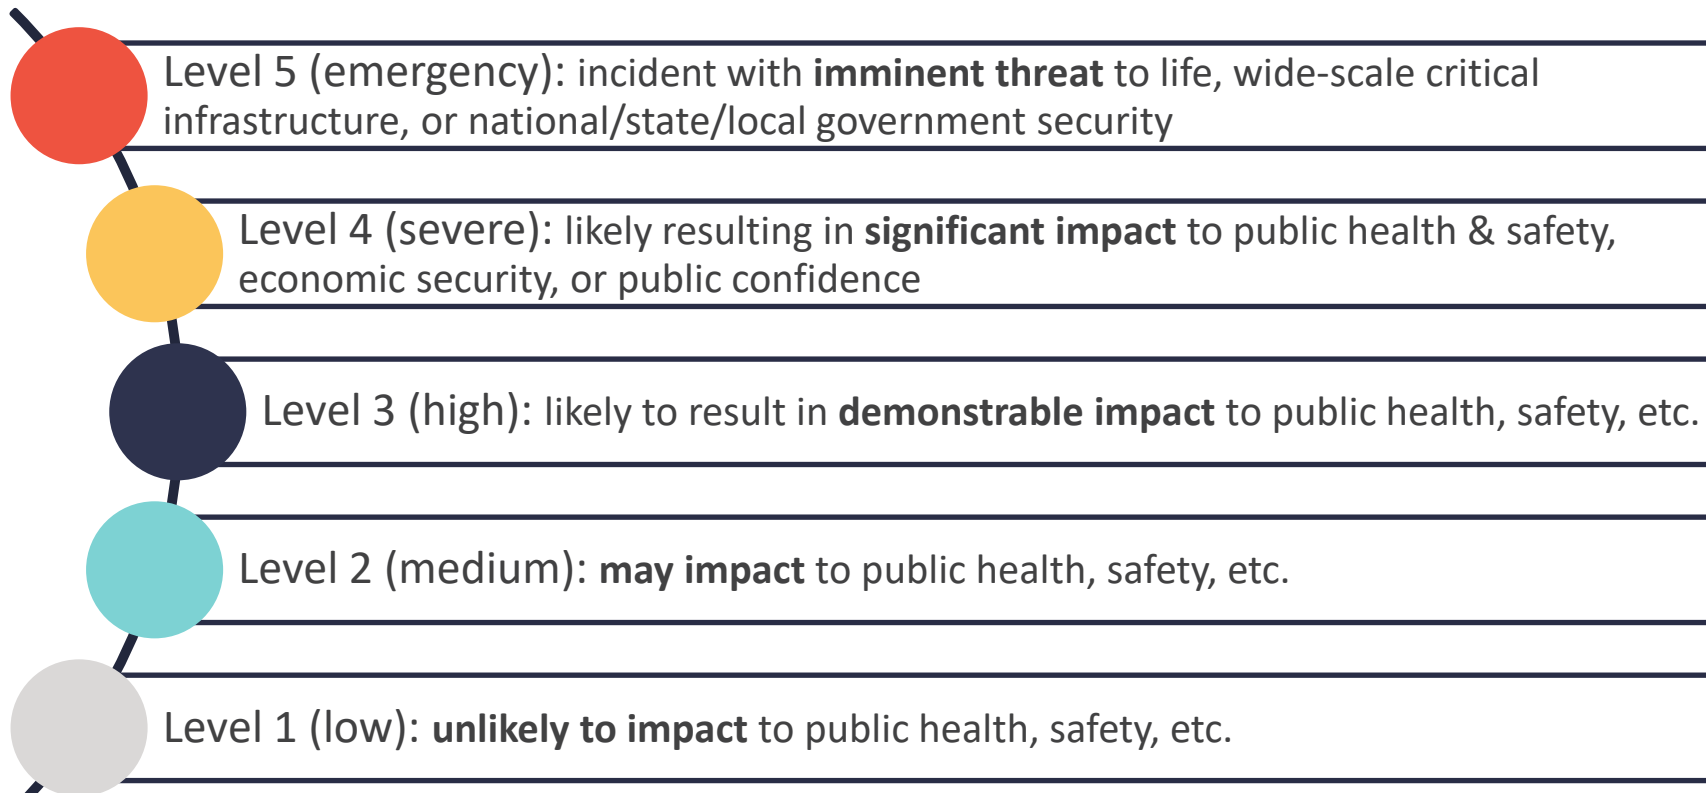 Level 5 (emergency): incident with imminent threat to life, wide-scale critical
infrastructure, or national/state/local government security
Level 4 (severe): likely resulting in significant impact to public health & safety,
economic security, or public confidence
Level 3 (high): likely to result in demonstrable impact to public health, safety, etc.
Level 2 (medium): may impact to public health, safety, etc.
Level 1 (low): unlikely to impact to public health, safety, etc.